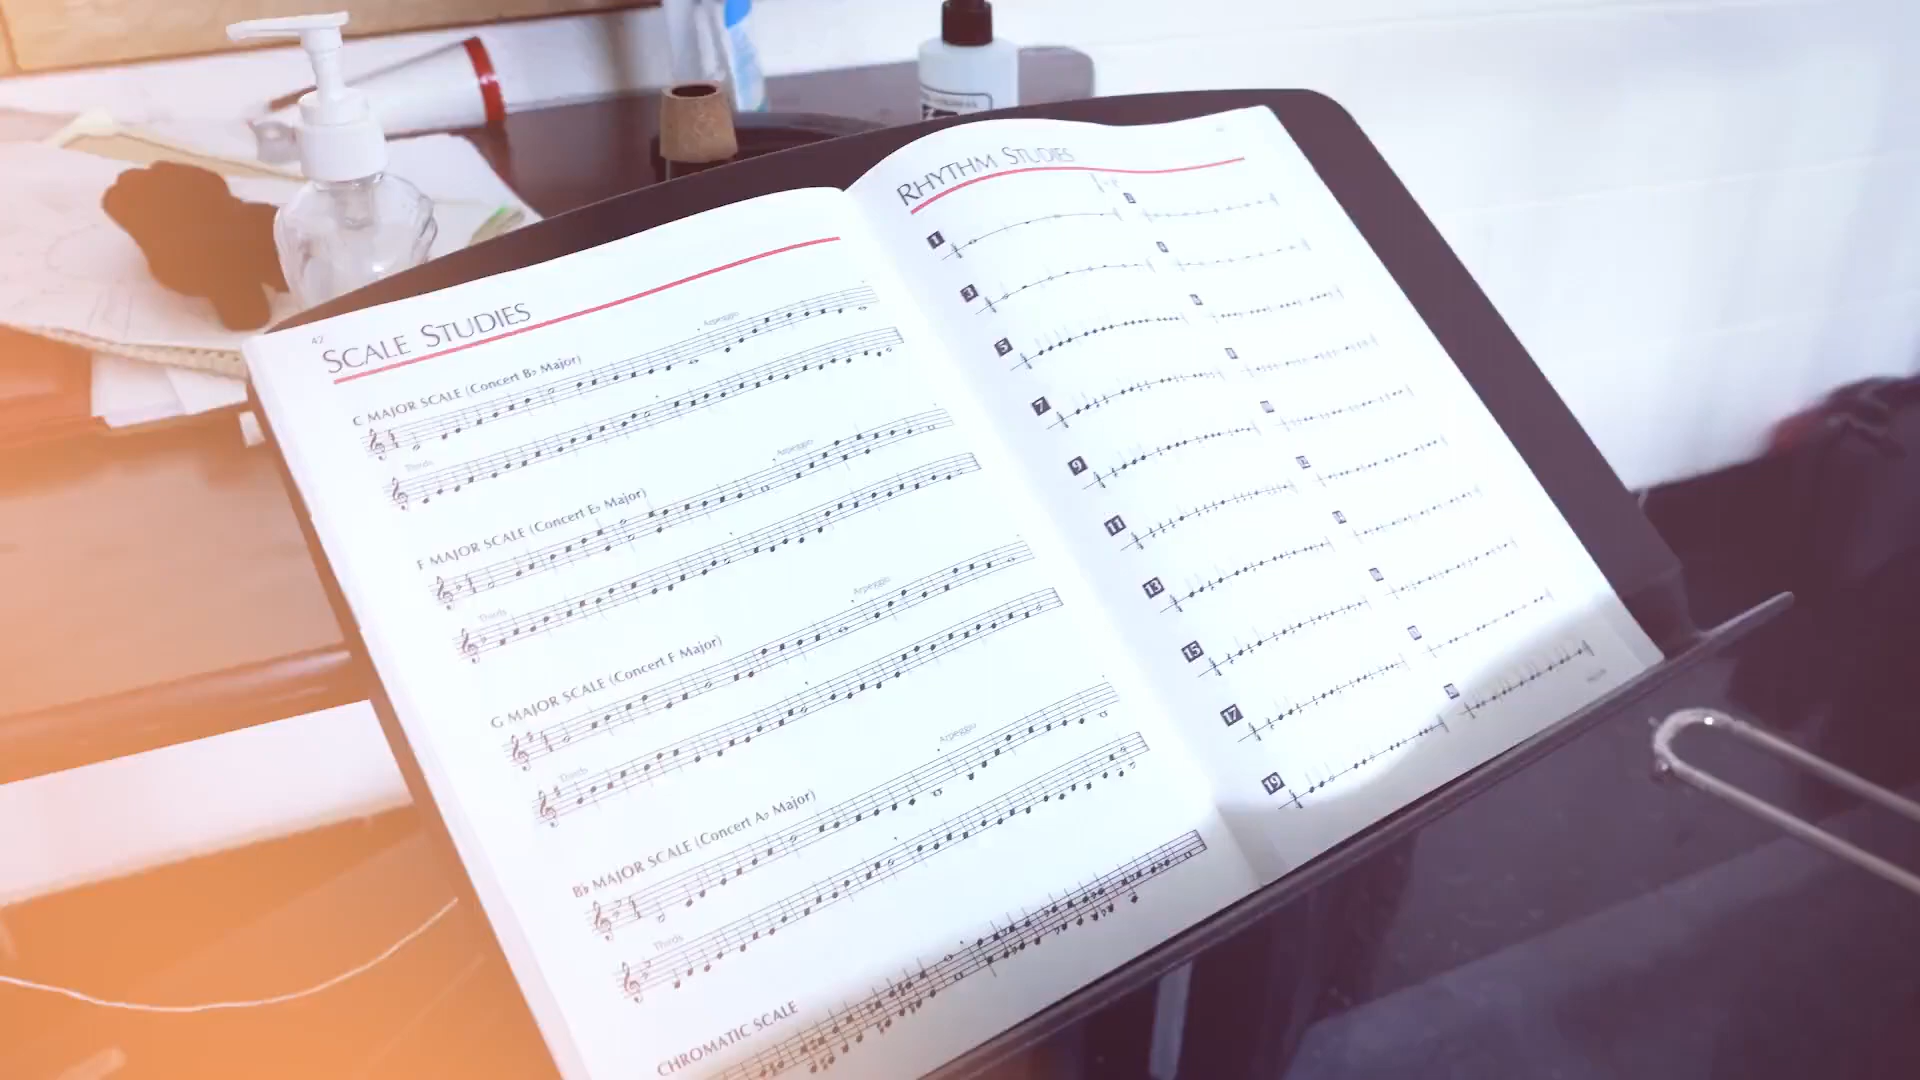 42
SCALE STUDIES
C MAJOR SCALE (Concert B♭ Major)
Arpeggio
Thirds
F MAJOR SCALE (Concert E♭ Major)
Arpeggio
Thirds
G MAJOR SCALE (Concert F Major)
Arpeggio
Thirds
B♭ MAJOR SCALE (Concert A♭ Major)
Arpeggio
Thirds
CHROMATIC SCALE
RHYTHM STUDIES
1
3
5
7
9
11
13
15
17
19